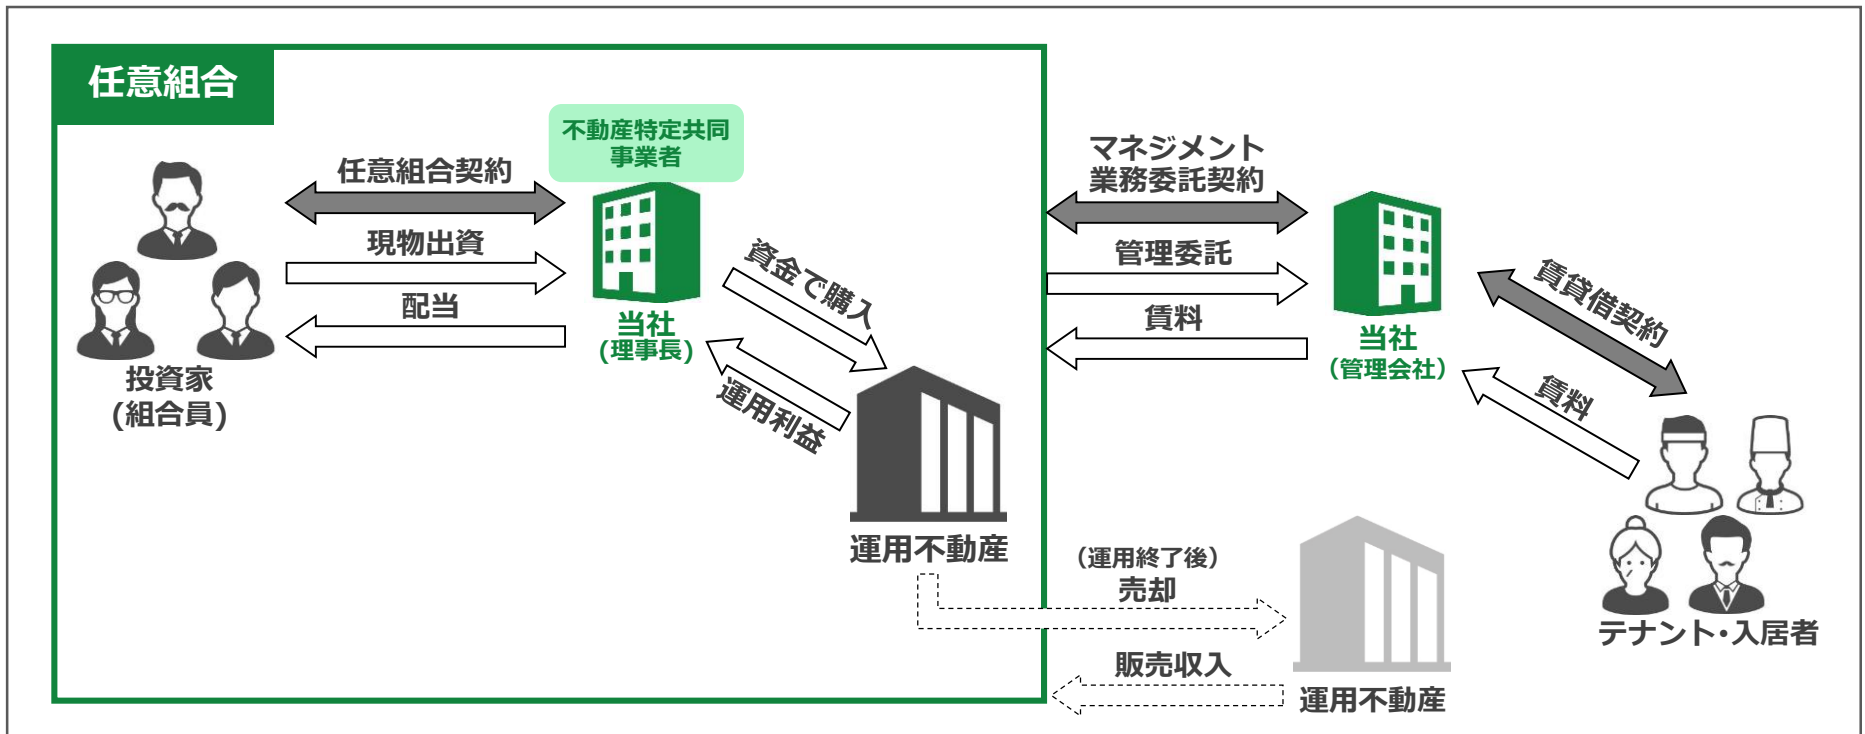 任意組合
不動産特定共同
事業者
任意組合契約
現物出資
配当
投資家
(組合員)
当社
(理事長)
資金で購入
運用利益
運用不動産
マネジメント
業務委託契約
管理委託
賃料
当社
(管理会社)
賃貸借契約
賃料
テナント・入居者
(運用終了後)
売却
販売収入
運用不動産